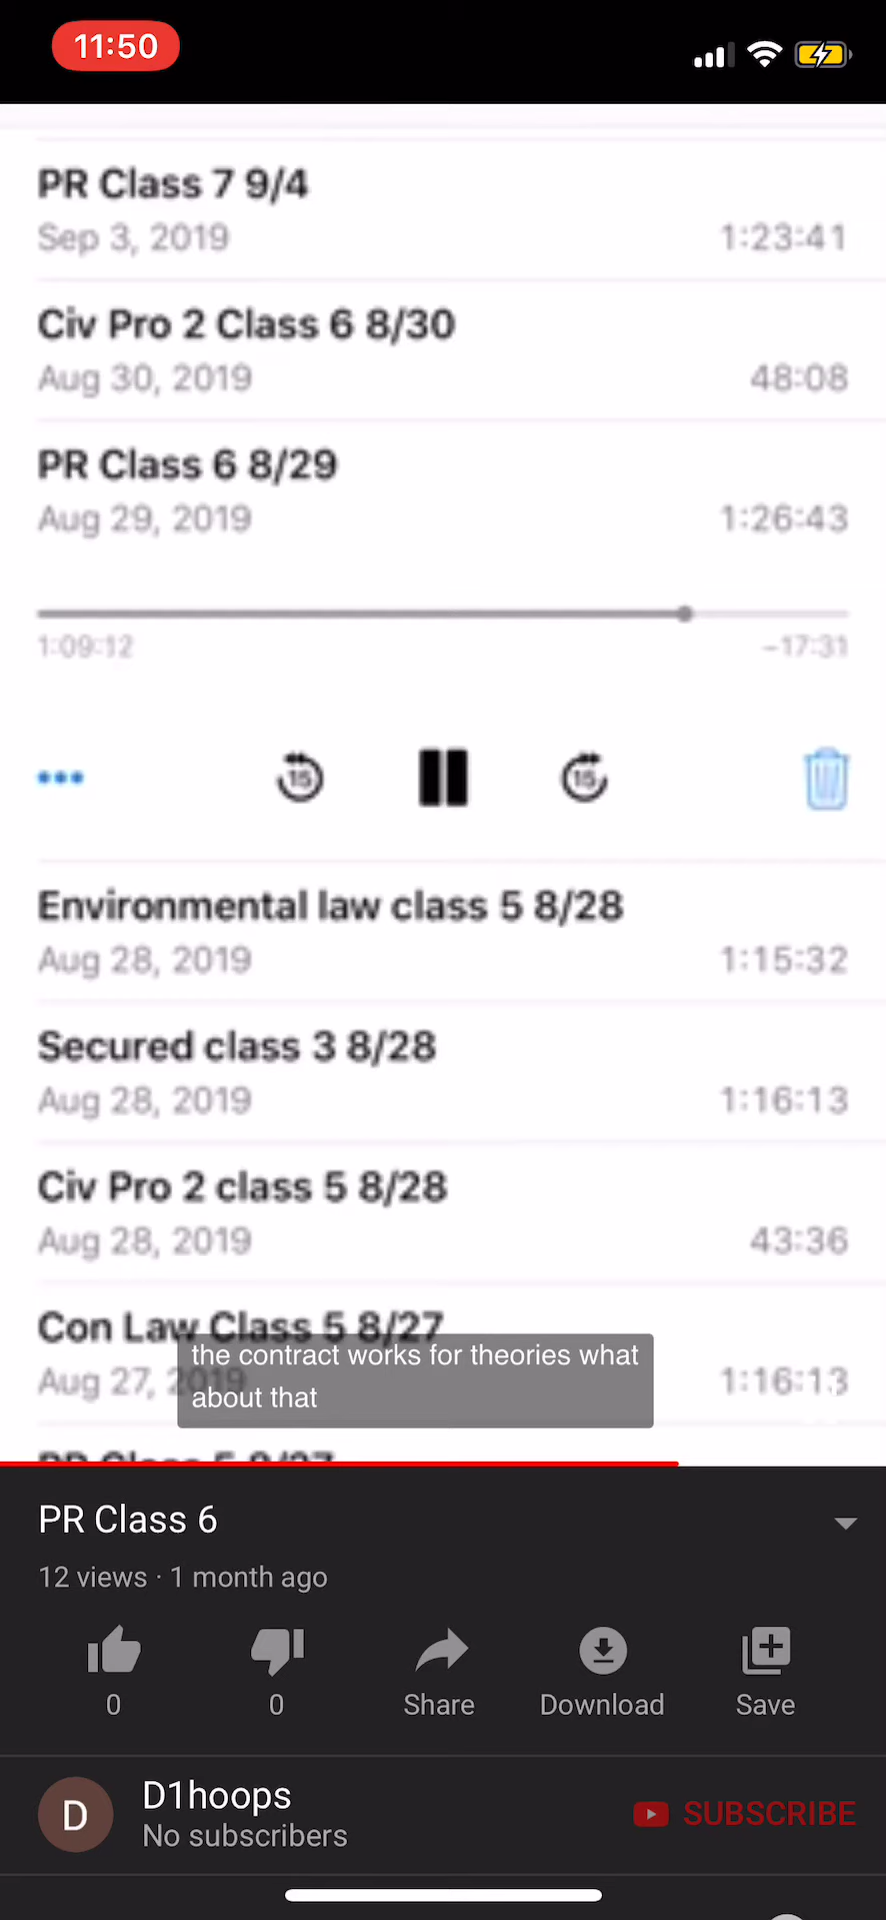 11:50
PR Class 7 9/4
Sep 3, 2019 1:23:41
Civ Pro 2 Class 6 8/30
Aug 30, 2019 48:08
PR Class 6 8/29
Aug 29, 2019 1:26:43
1:09:12 -17:31
15 15
Environmental law class 5 8/28
Aug 28, 2019 1:15:32
Secured class 3 8/28
Aug 28, 2019 1:16:13
Civ Pro 2 class 5 8/28
Aug 28, 2019 43:36
Con Law Class 5 8/27
the contract works for theories what
Aug 27, 2019 1:16:13
about that
PR Class 6
12 views · 1 month ago
0 0 Share Download Save
D D1hoops
No subscribers
SUBSCRIBE